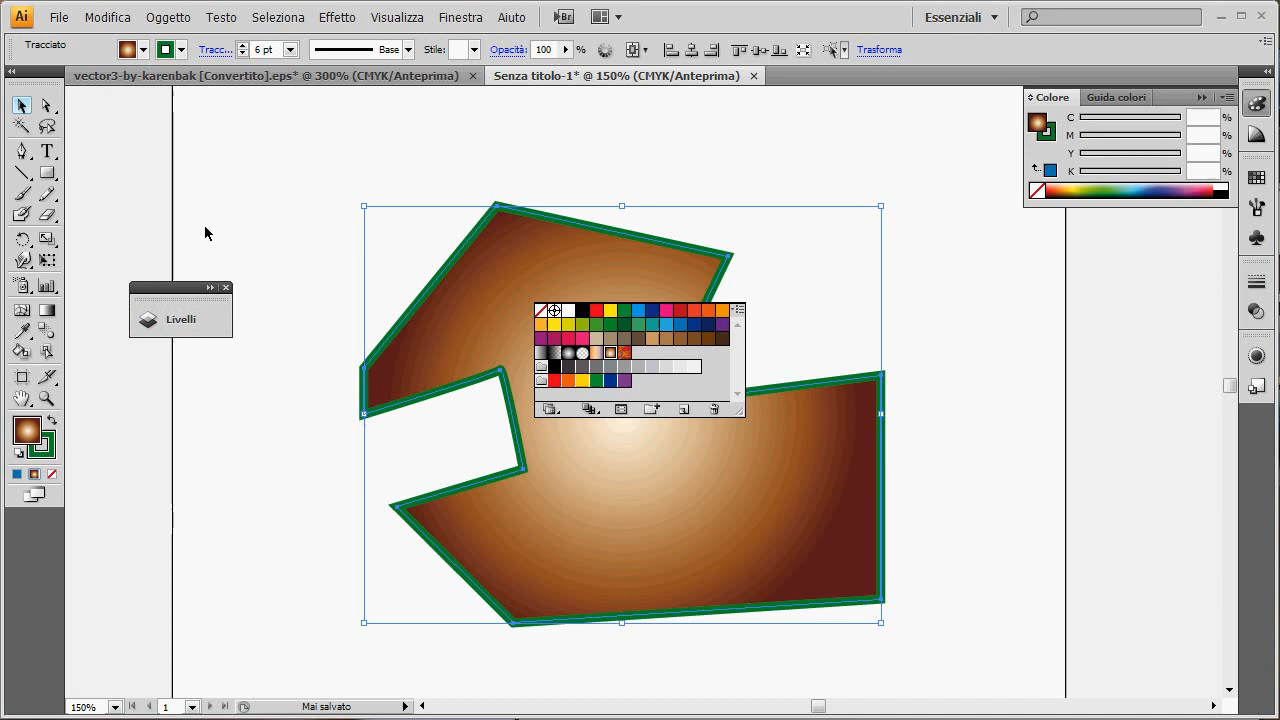 Ai File Modifica Oggetto Testo Seleziona Effetto Visualizza Finestra Aiuto Br Essenziali
Tracciato Tracc... 6 pt Base Stile: Opacità: 100 % Trasforma
vector3-by-karenbak [Convertito].eps* @ 300% (CMYK/Anteprima) × Senza titolo-1* @ 150% (CMYK/Anteprima) ×
Colore Guida colori
C %
M %
Y %
K %
Livelli
150% 1 Mai salvato